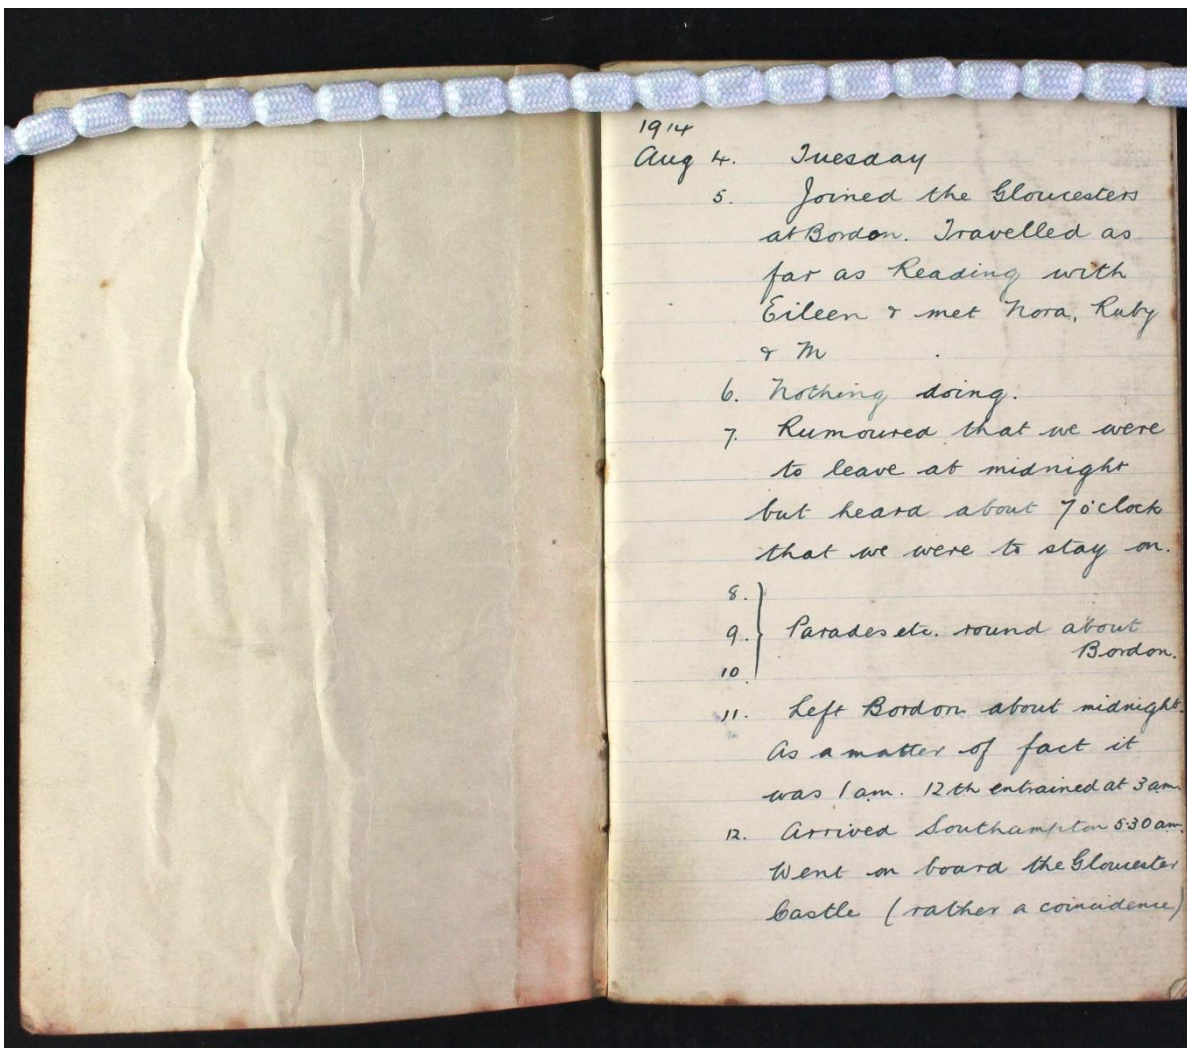 1914
Aug 4. Tuesday
5. Joined the Gloucesters
at Bordon. Travelled as
far as Reading with
Eileen & met Nora, Ruby
& M
6. Nothing doing.
7. Rumoured that we were
to leave at midnight
but heard about 7 o'clock
that we were to stay on.
8.
9. Parades etc. round about
Bordon.
10
11. Left Bordon about midnight.
As a matter of fact it
was 1 am. 12th entrained at 3 am.
12. Arrived Southampton 5.30 am.
Went on board the Gloucester
Castle (rather a coincidence)